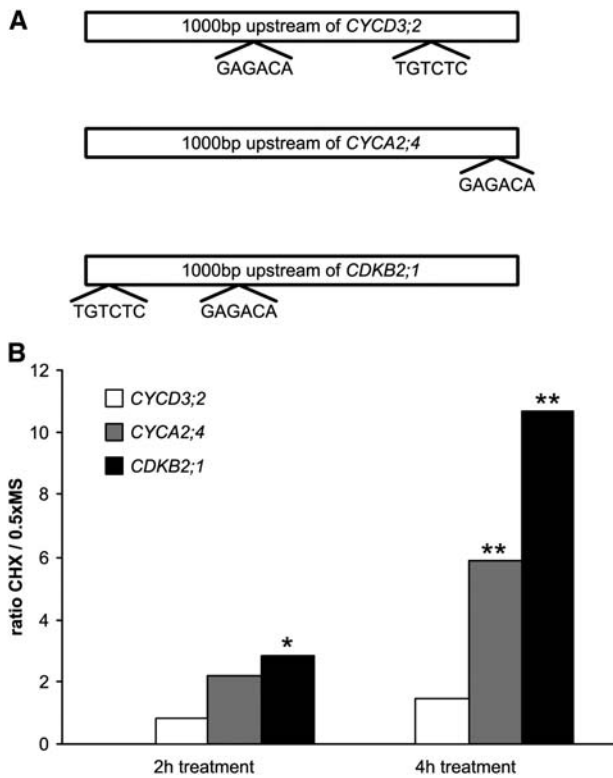 A
1000bp upstream of CYCD3;2
GAGACA TGTCTC
1000bp upstream of CYCA2;4
GAGACA
1000bp upstream of CDKB2;1
TGTCTC GAGACA
B
12
10
8
6
4
2
0
ratio CHX / 0.5xMS
CYCD3;2
CYCA2;4
CDKB2;1
*
**
**
2h treatment 4h treatment